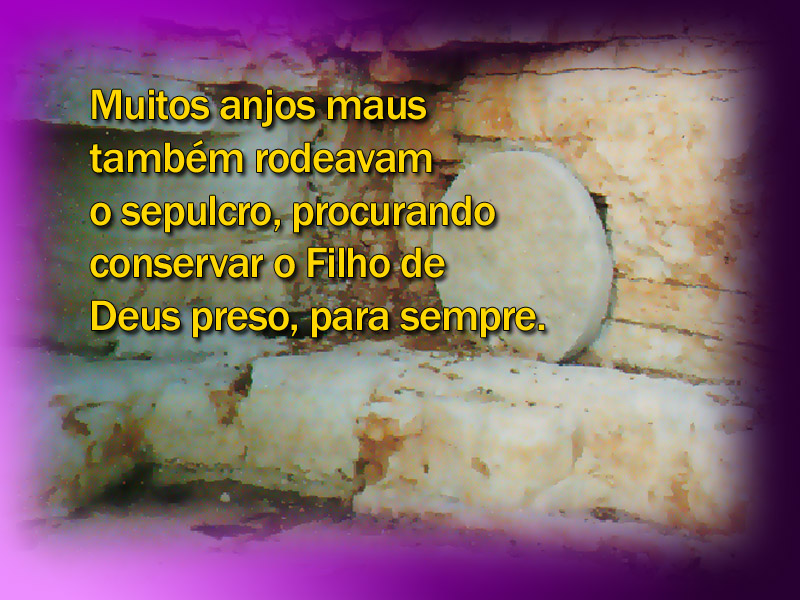 Muitos anjos maus
também rodeavam
o sepulcro, procurando
conservar o Filho de
Deus preso, para sempre.